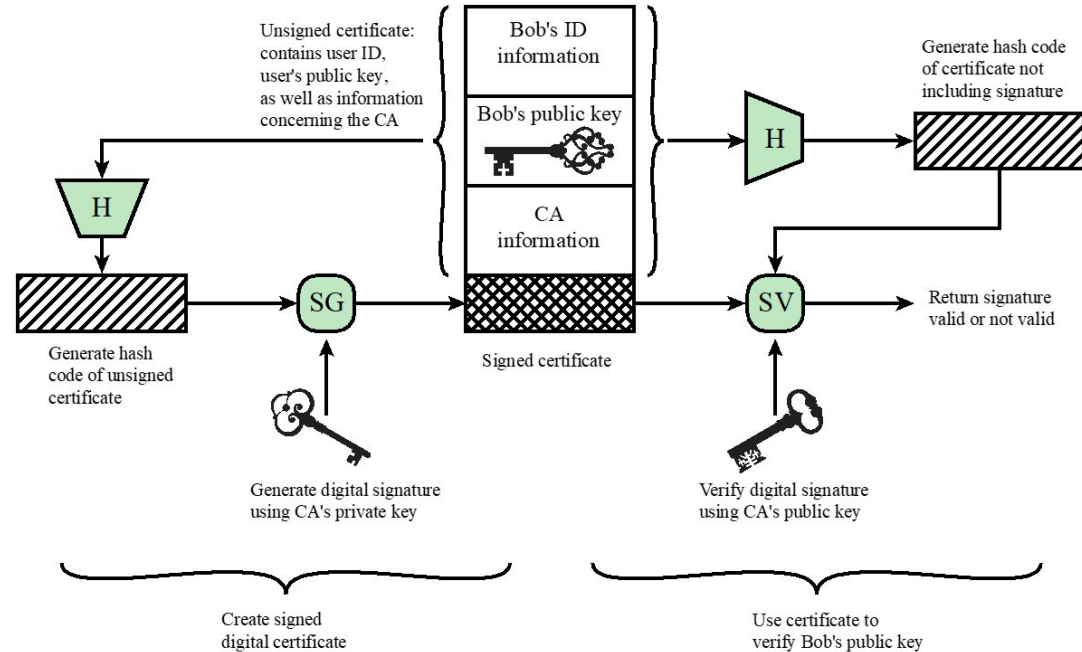 Unsigned certificate:
contains user ID,
user's public key,
as well as information
concerning the CA
Bob's ID
information
Bob's public key
CA
information
Generate hash code
of certificate not
including signature
H
H
SG
SV
Return signature
valid or not valid
Generate hash
code of unsigned
certificate
Signed certificate
Generate digital signature
using CA's private key
Verify digital signature
using CA's public key
Create signed
digital certificate
Use certificate to
verify Bob's public key